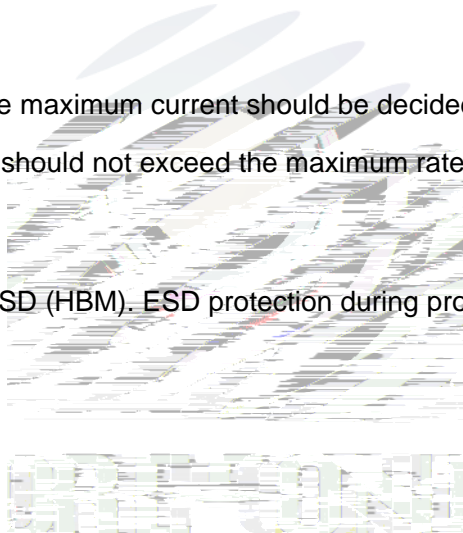 e maximum current should be decided
should not exceed the maximum rate
SD (HBM). ESD protection during pro